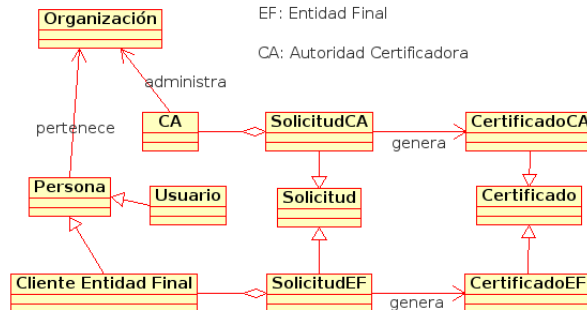 Organización
EF: Entidad Final
CA: Autoridad Certificadora
administra
CA
SolicitudCA
CertificadoCA
pertenece
genera
Persona
Usuario
Solicitud
Certificado
Cliente Entidad Final
SolicitudEF
CertificadoEF
genera